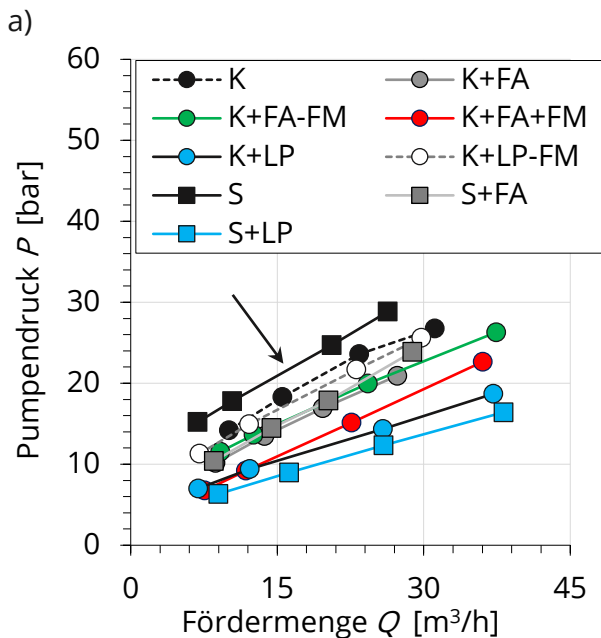 a)
60
50
40
30
20
10
0
K
K+FA
K+FA-FM
K+FA+FM
K+LP
K+LP-FM
S
S+FA
S+LP
Pumpendruck P [bar]
0
15
30
45
Fördermenge Q [m³/h]